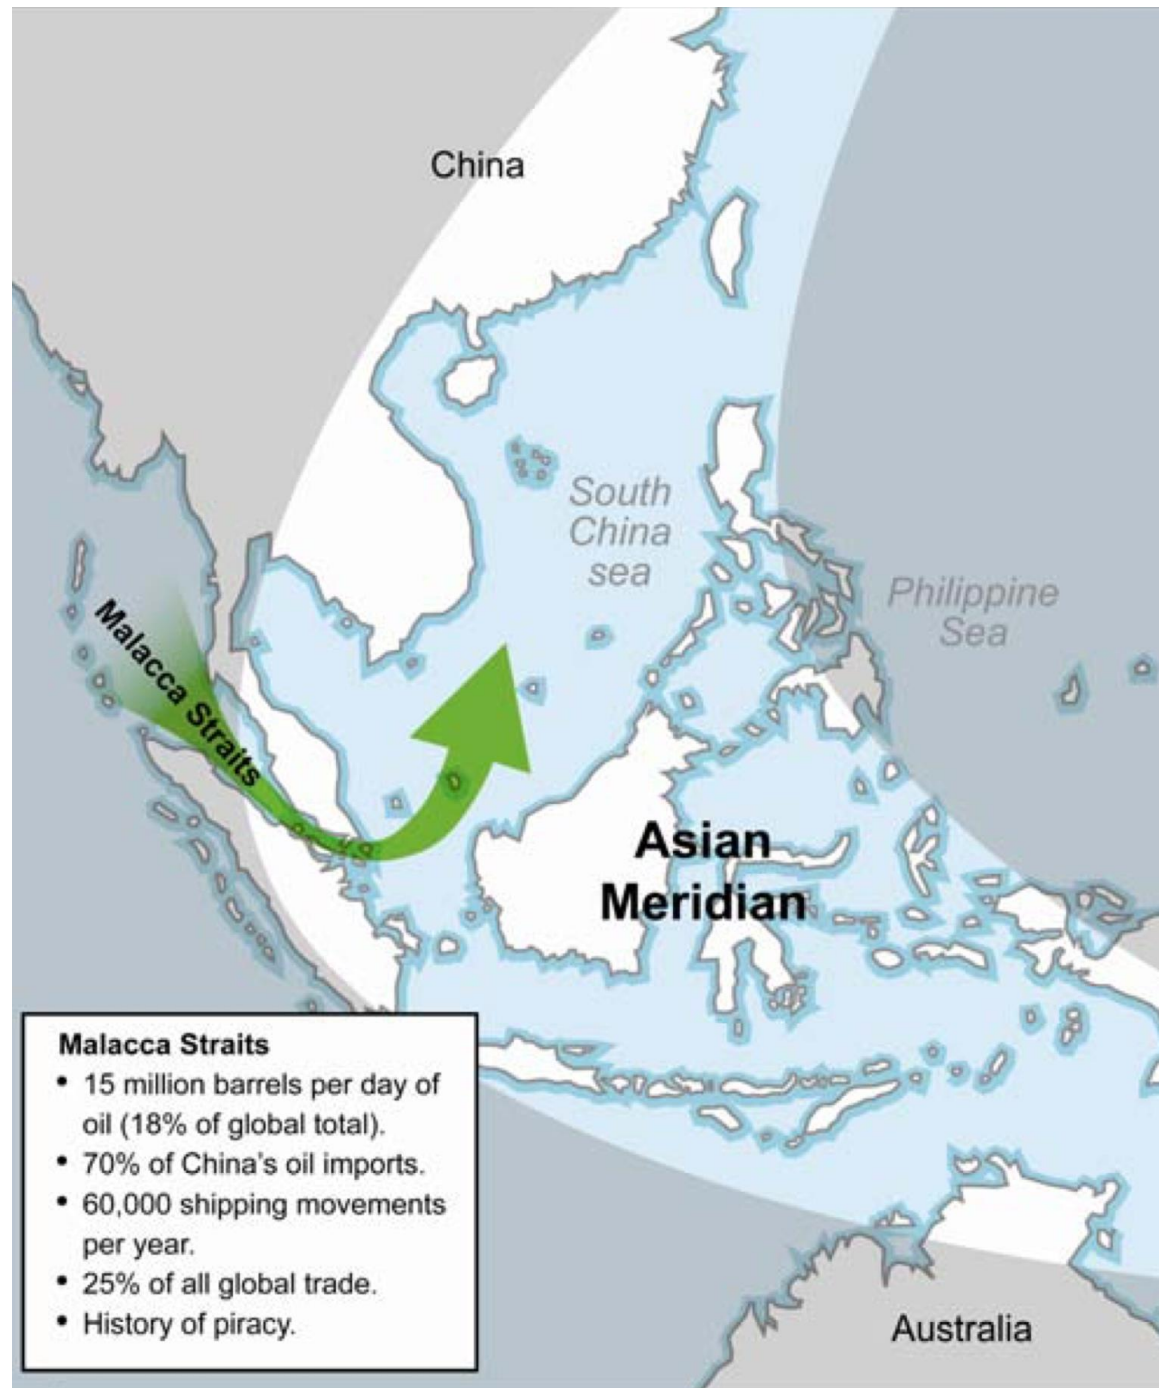 China
South
China
sea
Philippine
Sea
Malacca Straits
Asian
Meridian
Malacca Straits
• 15 million barrels per day of
oil (18% of global total).
• 70% of China's oil imports.
• 60,000 shipping movements
per year.
• 25% of all global trade.
• History of piracy.
Australia